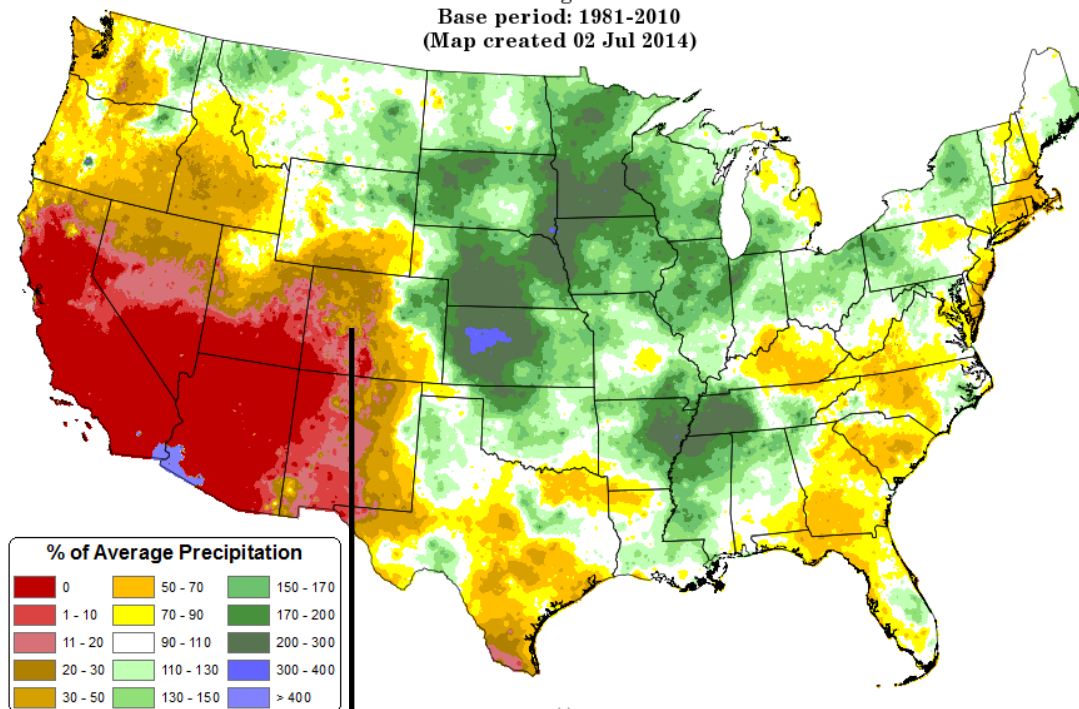 Base period: 1981-2010
(Map created 02 Jul 2014)
% of Average Precipitation
0
50 - 70
150 - 170
1 - 10
70 - 90
170 - 200
11 - 20
90 - 110
200 - 300
20 - 30
110 - 130
300 - 400
30 - 50
130 - 150
> 400